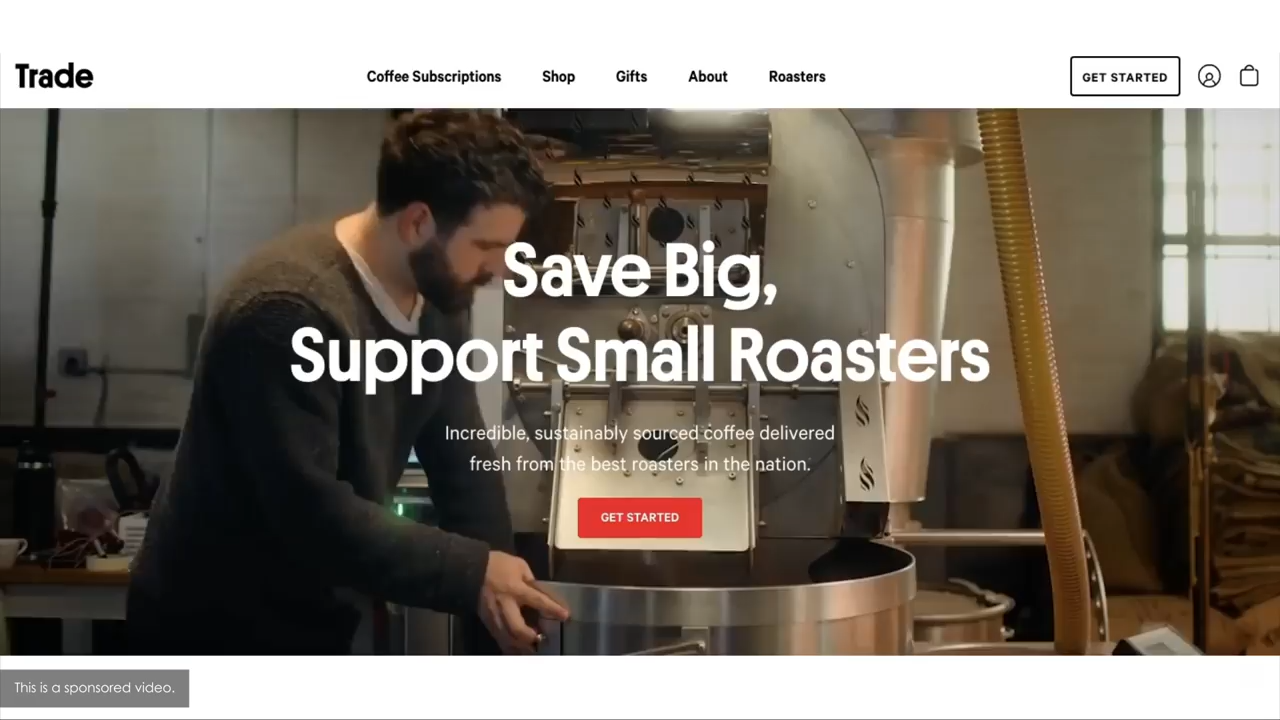 Trade
Coffee Subscriptions
Shop
Gifts
About
Roasters
GET STARTED
Save Big,
Support Small Roasters
Incredible, sustainably sourced coffee delivered
fresh from the best roasters in the nation.
GET STARTED
This is a sponsored video.